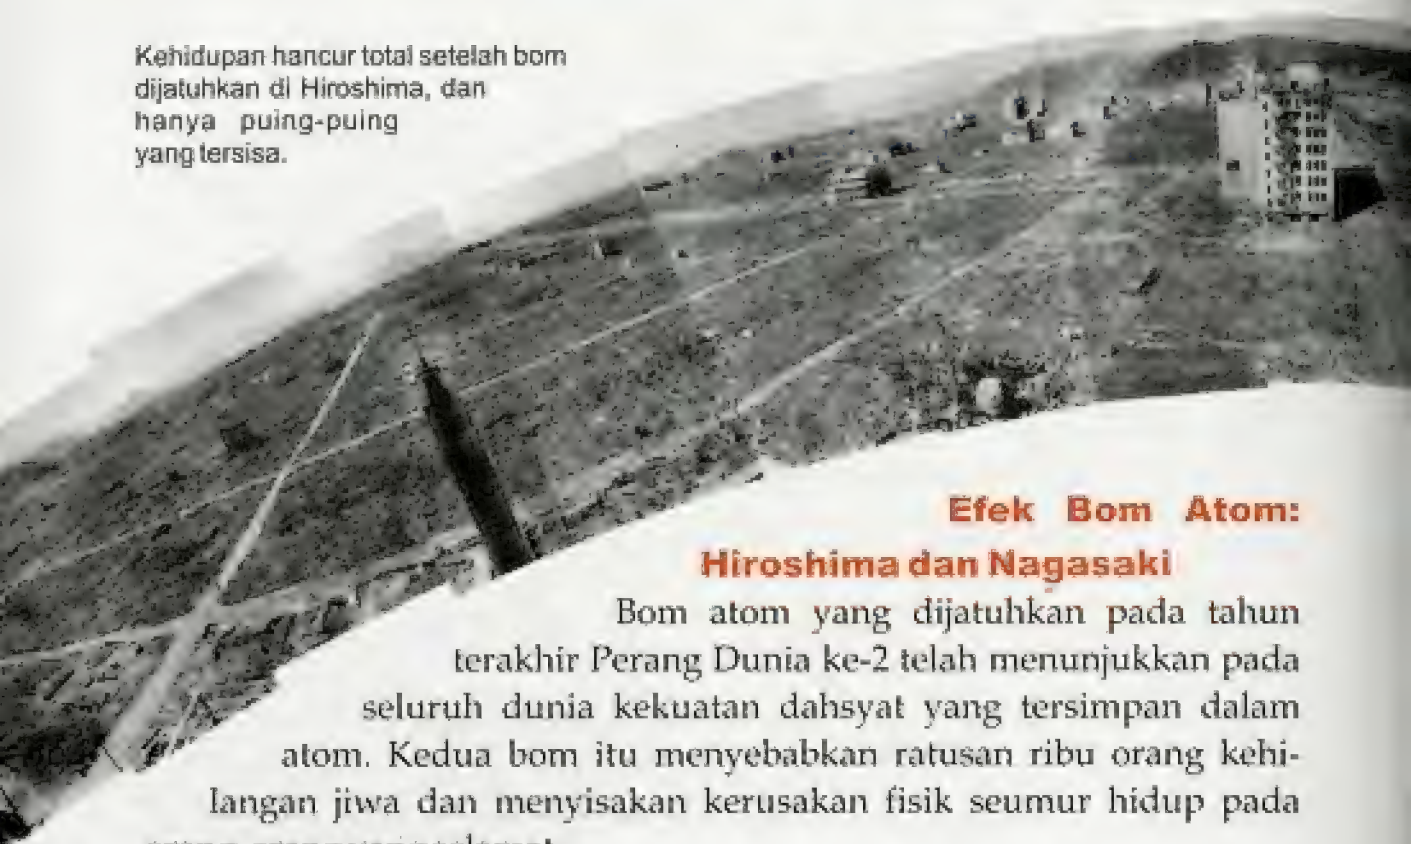 Kehidupan hancur total setelah bom
dijatuhkan di Hiroshima, dan
hanya puing-puing
yang tersisa.
Efek Bom Atom:
Hiroshima dan Nagasaki
Bom atom yang dijatuhkan pada tahun
terakhir Perang Dunia ke-2 telah menunjukkan pada
seluruh dunia kekuatan dahsyat yang tersimpan dalam
atom. Kedua bom itu menyebabkan ratusan ribu orang kehi-
langan jiwa dan menyisakan kerusakan fisik seumur hidup pada